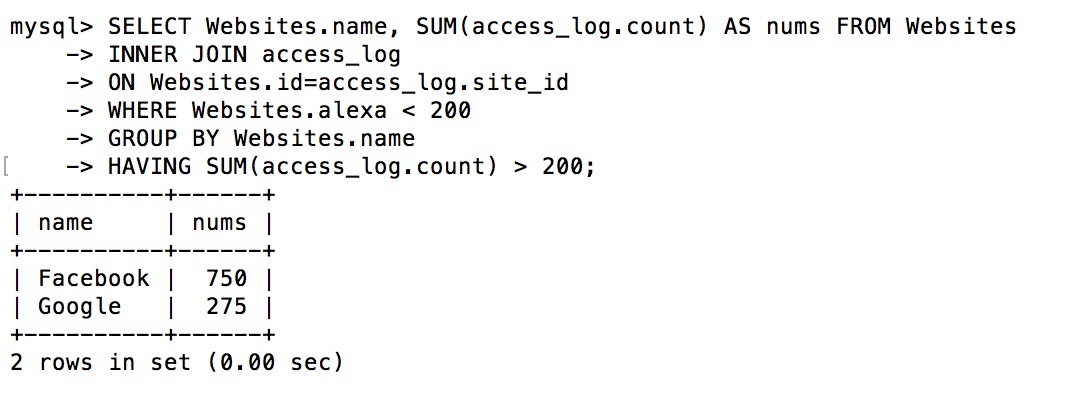 mysql> SELECT Websites.name, SUM(access_log.count) AS nums FROM Websites
    -> INNER JOIN access_log
    -> ON Websites.id=access_log.site_id
    -> WHERE Websites.alexa < 200
    -> GROUP BY Websites.name
[    -> HAVING SUM(access_log.count) > 200;
+----------+------+
| name     | nums |
+----------+------+
| Facebook |  750 |
| Google   |  275 |
+----------+------+
2 rows in set (0.00 sec)